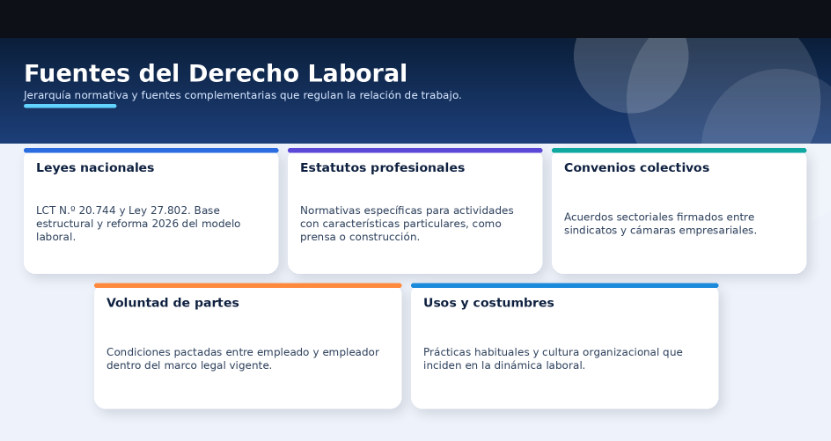 Fuentes del Derecho Laboral
Jerarquía normativa y fuentes complementarias que regulan la relación de trabajo.
Leyes nacionales
LCT N.º 20.744 y Ley 27.802. Base
estructural y reforma 2026 del modelo
laboral.
Estatutos profesionales
Normativas específicas para actividades
con características particulares, como
prensa o construcción.
Convenios colectivos
Acuerdos sectoriales firmados entre
sindicatos y cámaras empresariales.
Voluntad de partes
Condiciones pactadas entre empleado y empleador
dentro del marco legal vigente.
Usos y costumbres
Prácticas habituales y cultura organizacional que
inciden en la dinámica laboral.